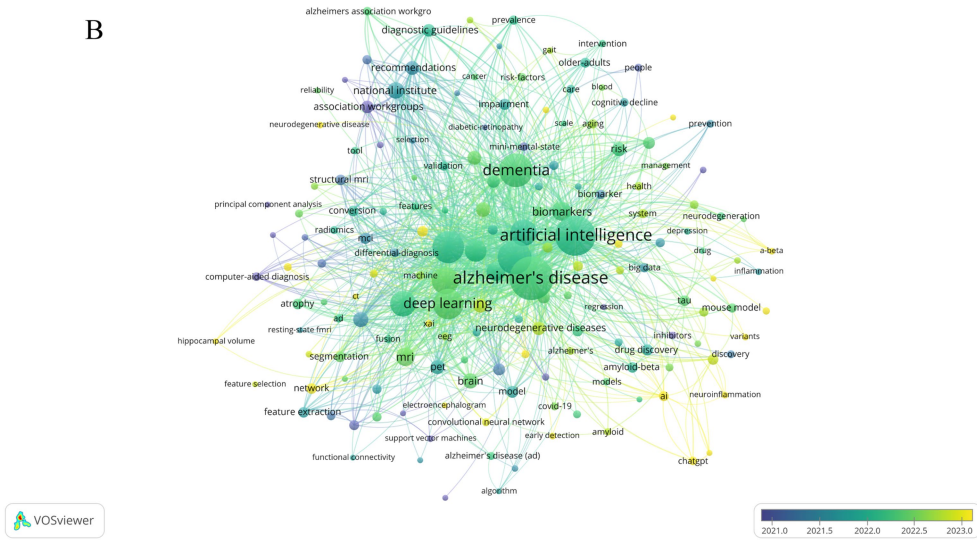 B
alzheimers association workgro
diagnostic guidelines
prevalence
intervention
gait
older-adults
recommendations
people
cancer
risk-factors
reliability
national institute
care
blood
association workgroups
impairment
cognitive decline
neurodegenerative disease
diabetic-retinopathy
scale
aging
prevention
selection
mini-mental-state
tool
risk
validation
dementia
management
structural mri
health
biomarker
principal component analysis
conversion
features
biomarkers
system
neurodegeneration
radiomics
mci
artificial intelligence
depression
differential-diagnosis
drug
a-beta
computer-aided diagnosis
machine
alzheimer's disease
big data
inflammation
ct
atrophy
deep learning
regression
tau
mouse model
ad
xai
resting-state fmri
neurodegenerative diseases
hippocampal volume
fusion
eeg
inhibitors
variants
segmentation
mri
alzheimer's
drug discovery
discovery
pet
amyloid-beta
feature selection
network
brain
models
model
ai
neuroinflammation
feature extraction
electroencephalogram
covid-19
convolutional neural network
support vector machines
early detection
amyloid
functional connectivity
alzheimer's disease (ad)
chatgpt
algorithm
VOSviewer
2021.0 2021.5 2022.0 2022.5 2023.0